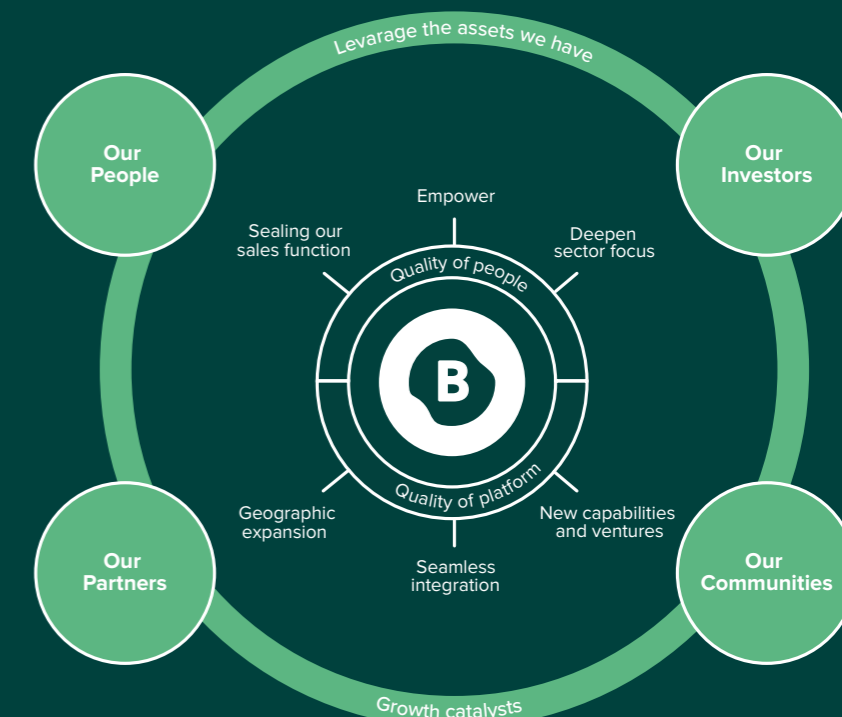 Levarage the assets we have
Our
People
Our
Investors
Empower
Sealing our
sales function
Deepen
sector focus
Quality of people
B
Quality of platform
Geographic
expansion
New capabilities
and ventures
Seamless
integration
Our
Partners
Our
Communities
Growth catalysts